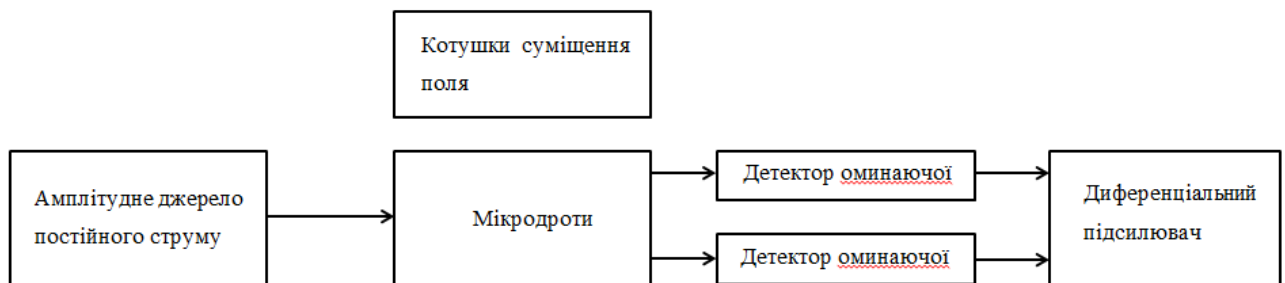 Котушки суміщення
поля
Амплітудне джерело
постійного струму
Мікродроти
Детектор оминаючої
Детектор оминаючої
Диференціальний
підсилювач